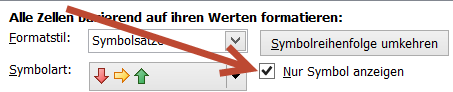 Alle Zellen basierend auf ihren Werten formatieren:
Formatstil: Symbolsätze Symbolreihenfolge umkehren
Symbolart: Nur Symbol anzeigen